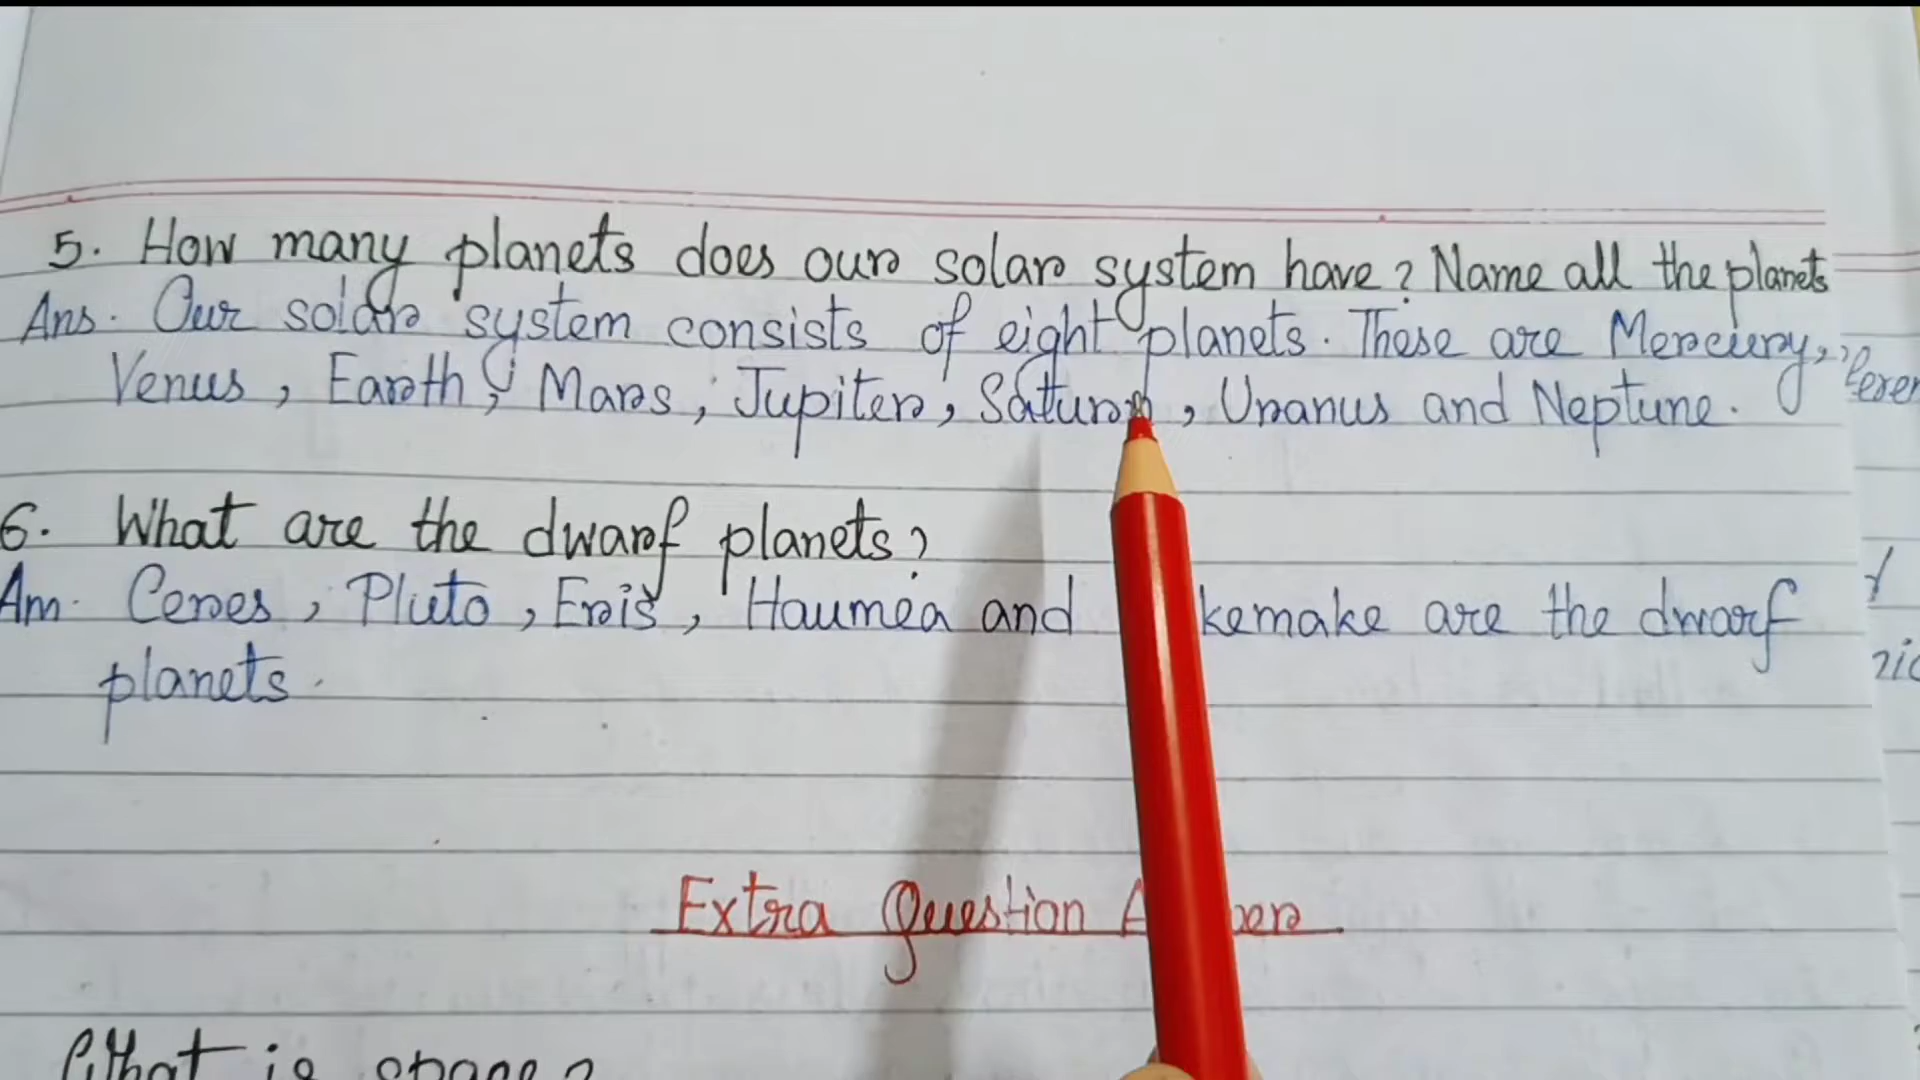 5. How many planets does our solar system have? Name all the planets
Ans. Our solar system consists of eight planets. These are Mercury,
Venus, Earth, Mars, Jupiter, Saturn, Uranus and Neptune.
6. What are the dwarf planets?
Ans. Ceres, Pluto, Eris, Haumea and kemake are the dwarf
planets.
Extra Question
What is space?